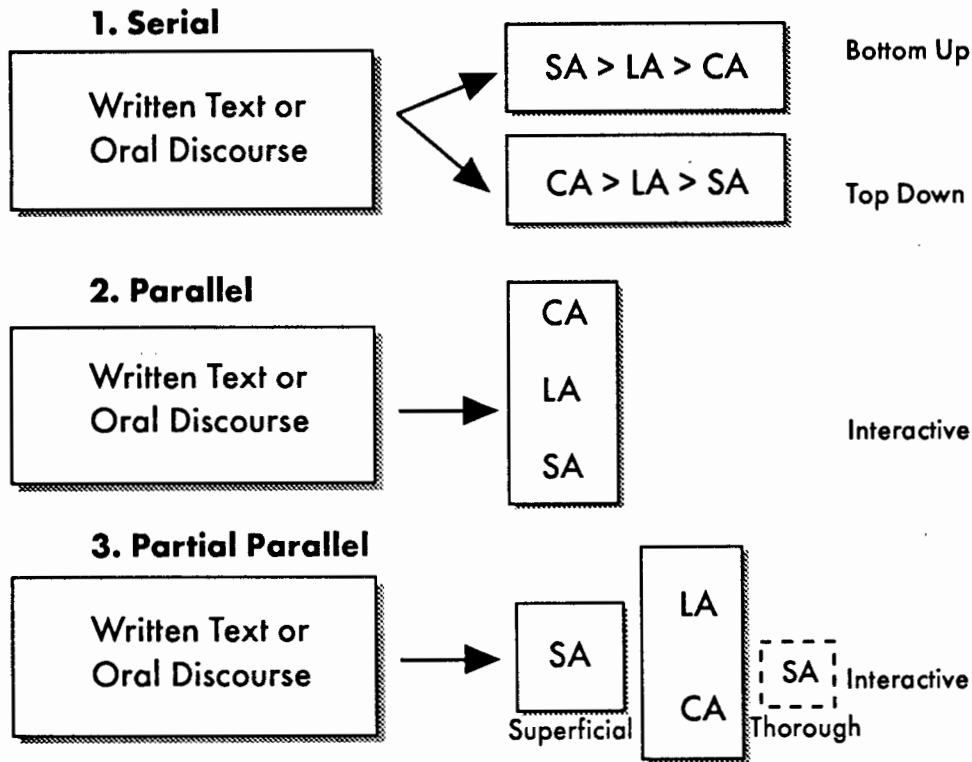 1. Serial
Written Text or
Oral Discourse
SA > LA > CA
Bottom Up
CA > LA > SA
Top Down
2. Parallel
Written Text or
Oral Discourse
CA
LA
SA
Interactive
3. Partial Parallel
Written Text or
Oral Discourse
SA
Superficial
LA
CA
SA
Thorough
Interactive